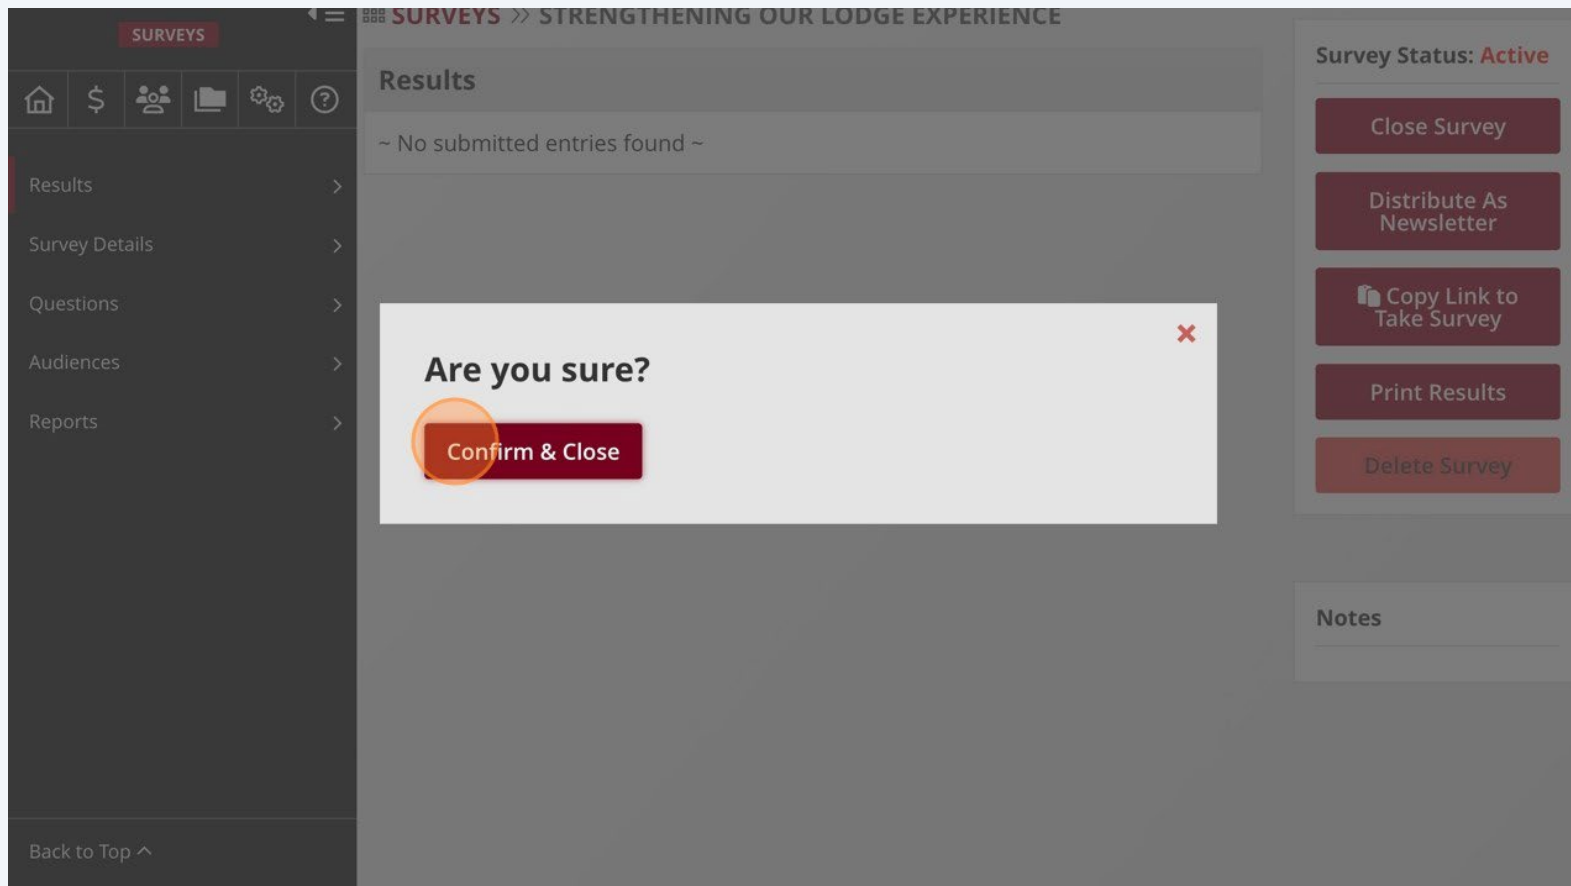 SURVEYS
SURVEYS >> STRENGTHENING OUR LODGE EXPERIENCE
Results
~ No submitted entries found ~
Results
Survey Details
Questions
Audiences
Reports
Back to Top
Are you sure?
Confirm & Close
Survey Status: Active
Close Survey
Distribute As
Newsletter
Copy Link to
Take Survey
Print Results
Delete Survey
Notes